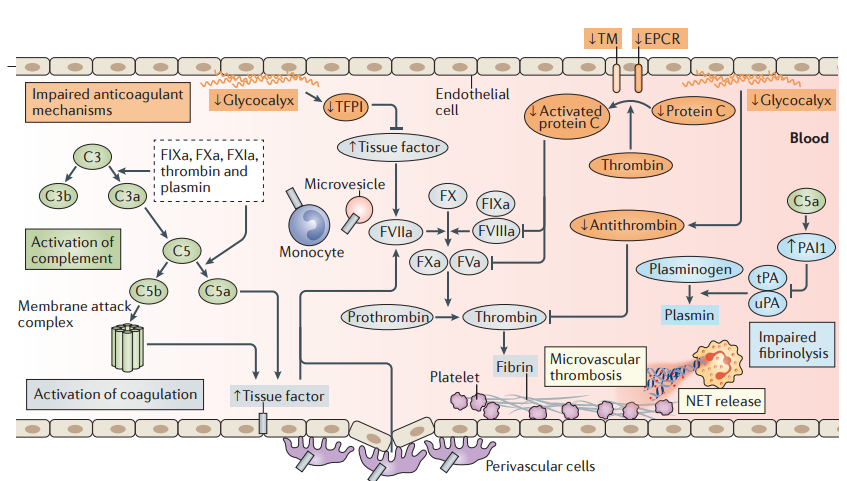 ↓TM ↓EPCR
Impaired anticoagulant
mechanisms
↓Glycocalyx
↓TFPI
Endothelial
cell
↓Activated
protein C
↓Protein C
↓Glycocalyx
Blood
↑Tissue factor
Thrombin
C3
FIXa, FXa, FXIa,
thrombin and
plasmin
C3b
C3a
Microvesicle
Monocyte
FX
FIXa
FVIIa
FVIIIa
↓Antithrombin
C5a
Activation of
complement
C5
FXa
FVa
↑PAI1
Plasminogen
tPA
uPA
Plasmin
C5b
C5a
Membrane attack
complex
Prothrombin
Thrombin
Impaired
fibrinolysis
Fibrin
Microvascular
thrombosis
Platelet
Activation of coagulation
↑Tissue factor
NET release
Perivascular cells